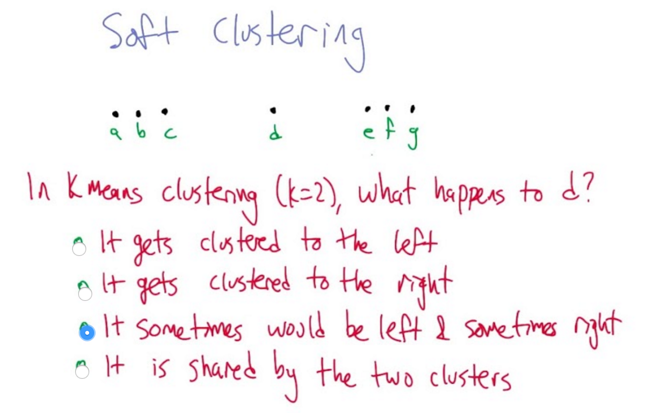 Soft Clustering
a b c d e f g
In K Means clustering (k=2), what happens to d?
It gets clustered to the left
It gets clustered to the right
It sometimes would be left & sometimes right
It is shared by the two clusters